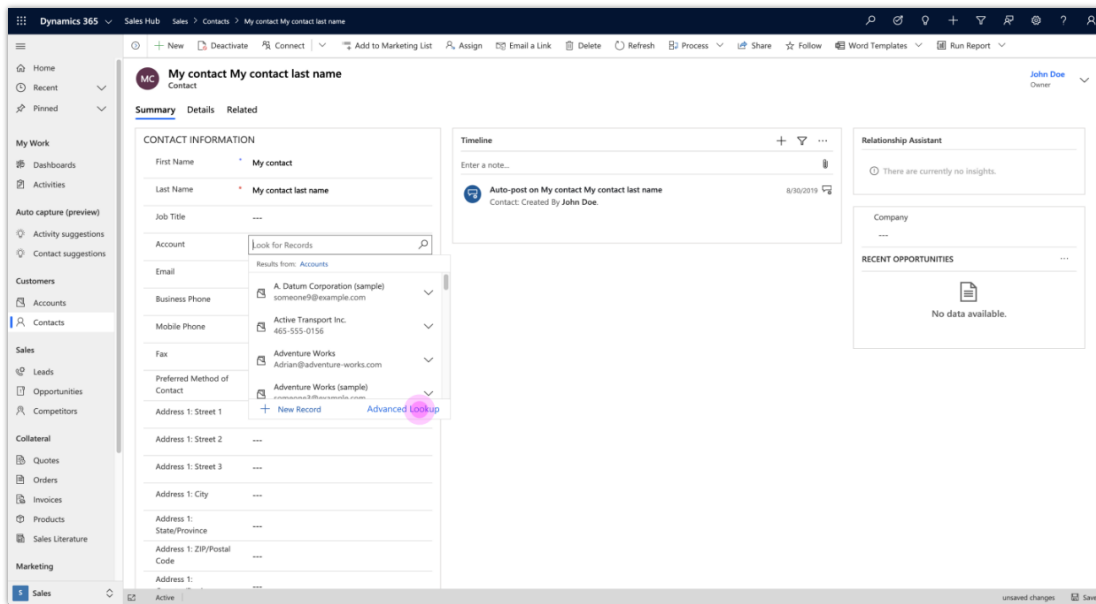 Dynamics 365 Sales Hub Sales > Contacts > My contact My contact last name
New Deactivate Connect Add to Marketing List Assign Email a Link Delete Refresh Process Share Follow Word Templates Run Report
Home
Recent
Pinned
My Work
Dashboards
Activities
Auto capture (preview)
Activity suggestions
Contact suggestions
Customers
Accounts
Contacts
Sales
Leads
Opportunities
Competitors
Collateral
Quotes
Orders
Invoices
Products
Sales Literature
Marketing
S Sales
MC
My contact My contact last name
Contact
John Doe
Owner
Summary Details Related
CONTACT INFORMATION
First Name * My contact
Last Name * My contact last name
Job Title ---
Account Look for Records
Email
Business Phone
Mobile Phone
Fax
Preferred Method of
Contact
Address 1: Street 1
Address 1: Street 2 ---
Address 1: Street 3 ---
Address 1: City ---
Address 1:
State/Province ---
Address 1: ZIP/Postal
Code ---
Address 1:
Results from: Accounts
A. Datum Corporation (sample)
someone9@example.com
Active Transport Inc.
465-555-0156
Adventure Works
Adrian@adventure-works.com
Adventure Works (sample)
someone3@example.com
+ New Record Advanced Lookup
Timeline
Enter a note...
Auto-post on My contact My contact last name 8/30/2019
Contact: Created By John Doe.
Relationship Assistant
There are currently no insights.
Company
---
RECENT OPPORTUNITIES
No data available.
Active unsaved changes Save